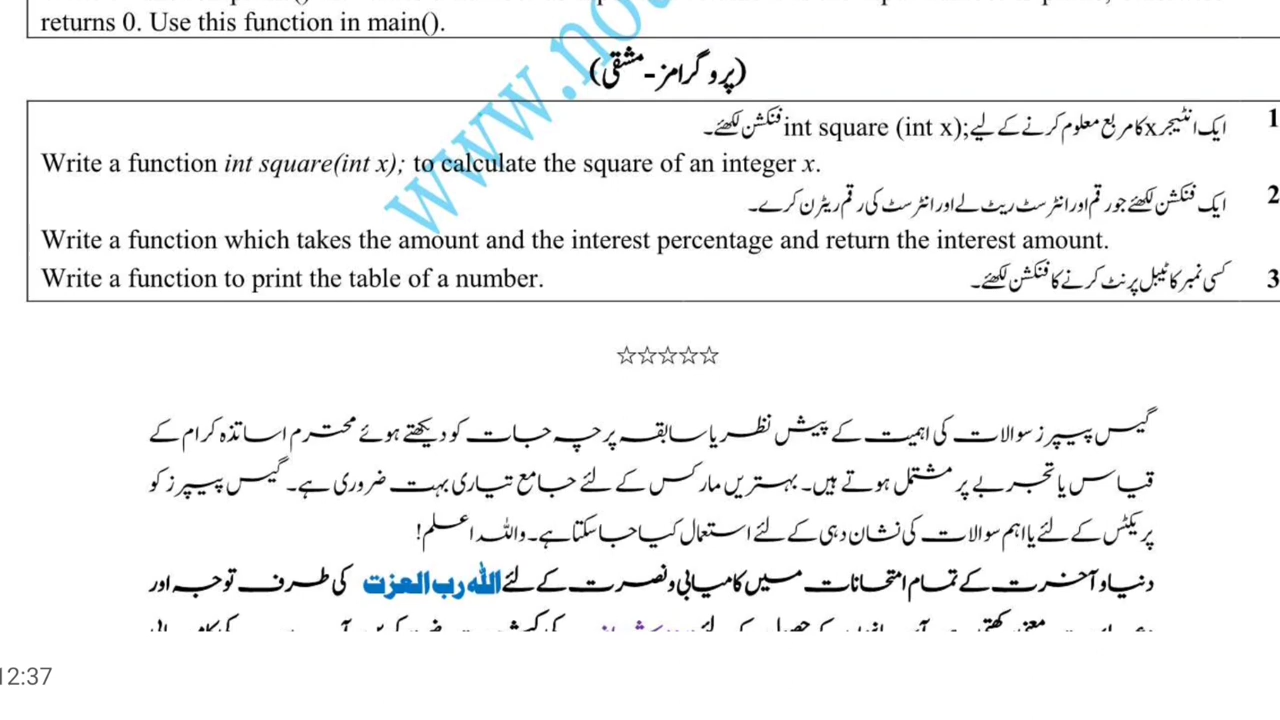 returns 0. Use this function in main().
(پروگرامز-مشقی)
1 ایک انٹیجر x کا مربع معلوم کرنے کے لیے int square (int x); فنکشن لکھئے۔
Write a function int square(int x); to calculate the square of an integer x.
2 ایک فنکشن لکھئے جو رقم اور انٹرسٹ ریٹ لے اور انٹرسٹ کی رقم ریٹرن کرے۔
Write a function which takes the amount and the interest percentage and return the interest amount.
3 کسی نمبر کا ٹیبل پرنٹ کرنے کا فنکشن لکھئے۔ Write a function to print the table of a number.
☆☆☆☆☆
گیس پیپرز سوالات کی اہمیت کے پیش نظر یا سابقہ پرچہ جات کو دیکھتے ہوئے محترم اساتذہ کرام کے
قیاس یا تجربے پر مشتمل ہوتے ہیں۔ بہترین مارکس کے لئے جامع تیاری بہت ضروری ہے۔ گیس پیپرز کو
پریکٹس کے لئے یا اہم سوالات کی نشاندہی کے لئے استعمال کیا جا سکتا ہے۔ واللہ اعلم!
دنیا و آخرت کے تمام امتحانات میں کامیابی و نصرت کے لئے اللہ رب العزت کی طرف توجہ اور
www.no
12:37